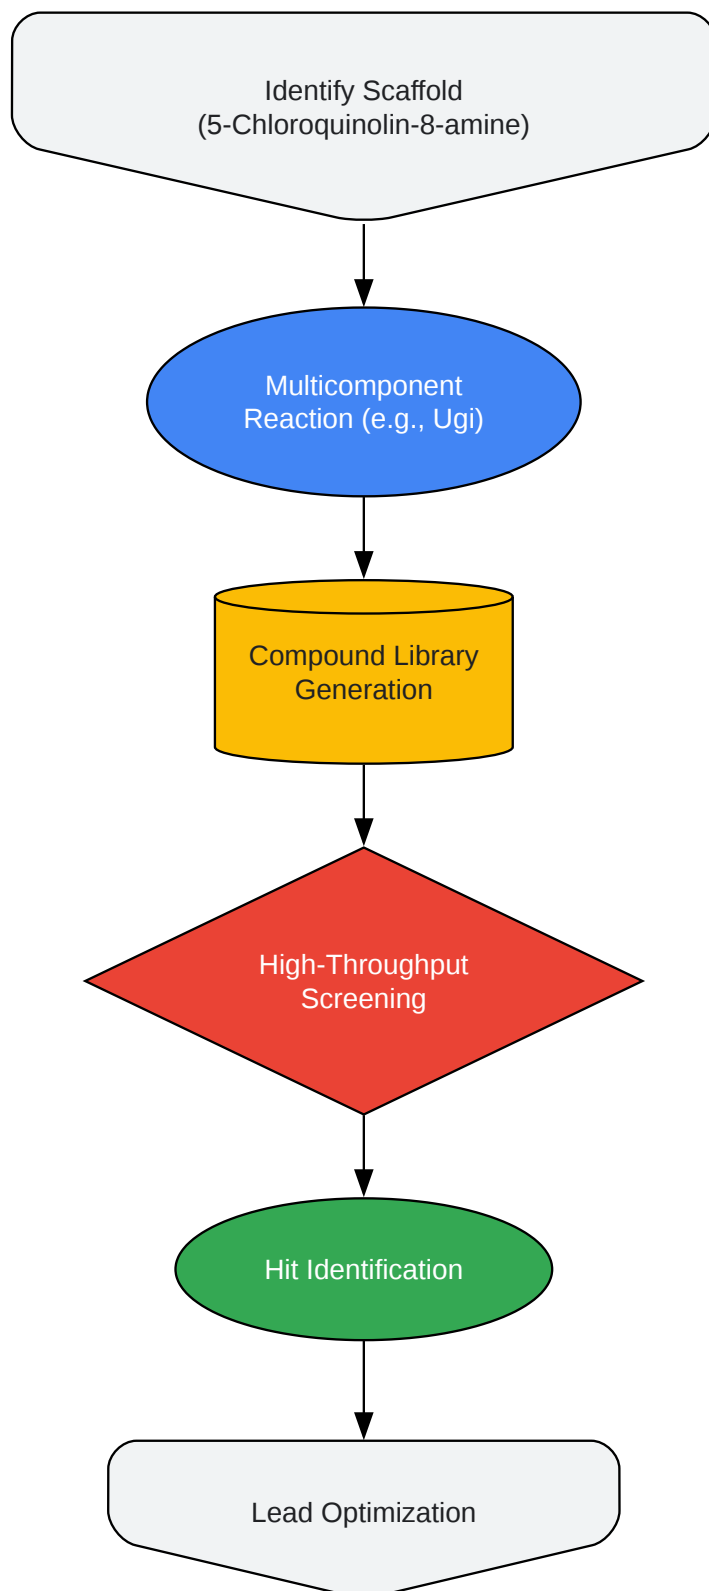 Identify Scaffold
(5-Chloroquinolin-8-amine)
Multicomponent
Reaction (e.g., Ugi)
Compound Library
Generation
High-Throughput
Screening
Hit Identification
Lead Optimization